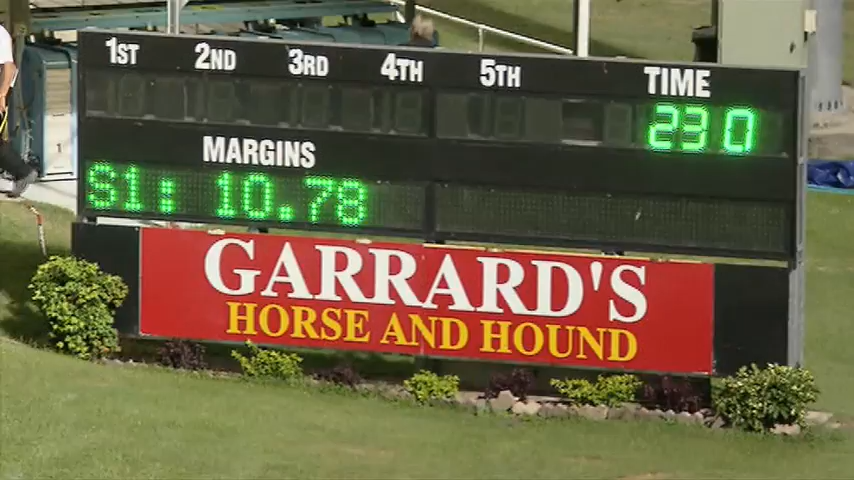 1ST 2ND 3RD 4TH 5TH TIME
23 0
MARGINS
S1: 10.78
GARRARD'S
HORSE AND HOUND